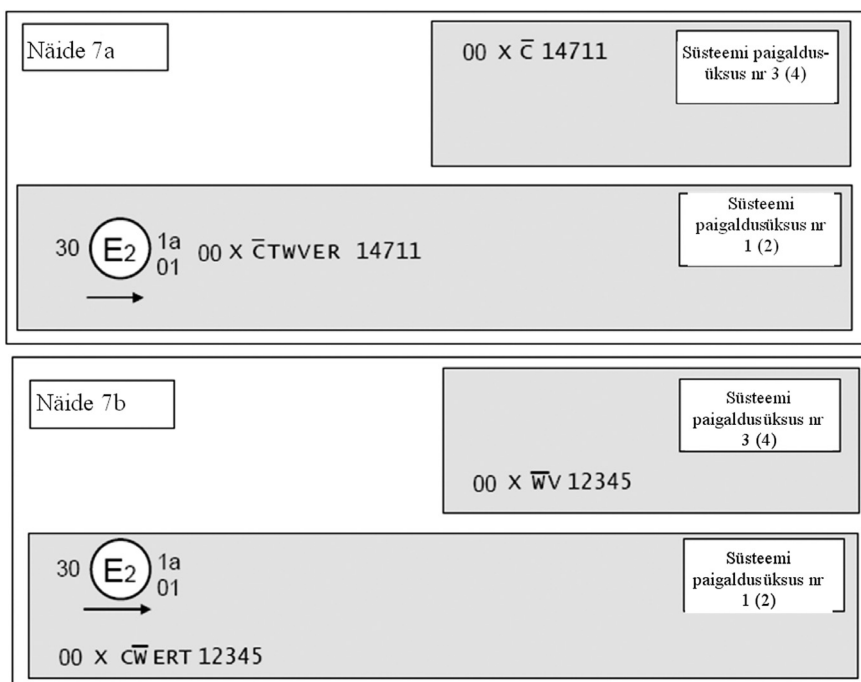 Näide 7a
00 X C̅ 14711
Süsteemi paigaldus-
üksus nr 3 (4)
30 E2 1a
01
00 X C̅TWVER 14711
Süsteemi
paigaldusüksus nr
1 (2)
Näide 7b
Süsteemi
paigaldusüksus nr
3 (4)
00 X W̅V 12345
30 E2 1a
01
Süsteemi
paigaldusüksus nr
1 (2)
00 X CW̅ERT 12345